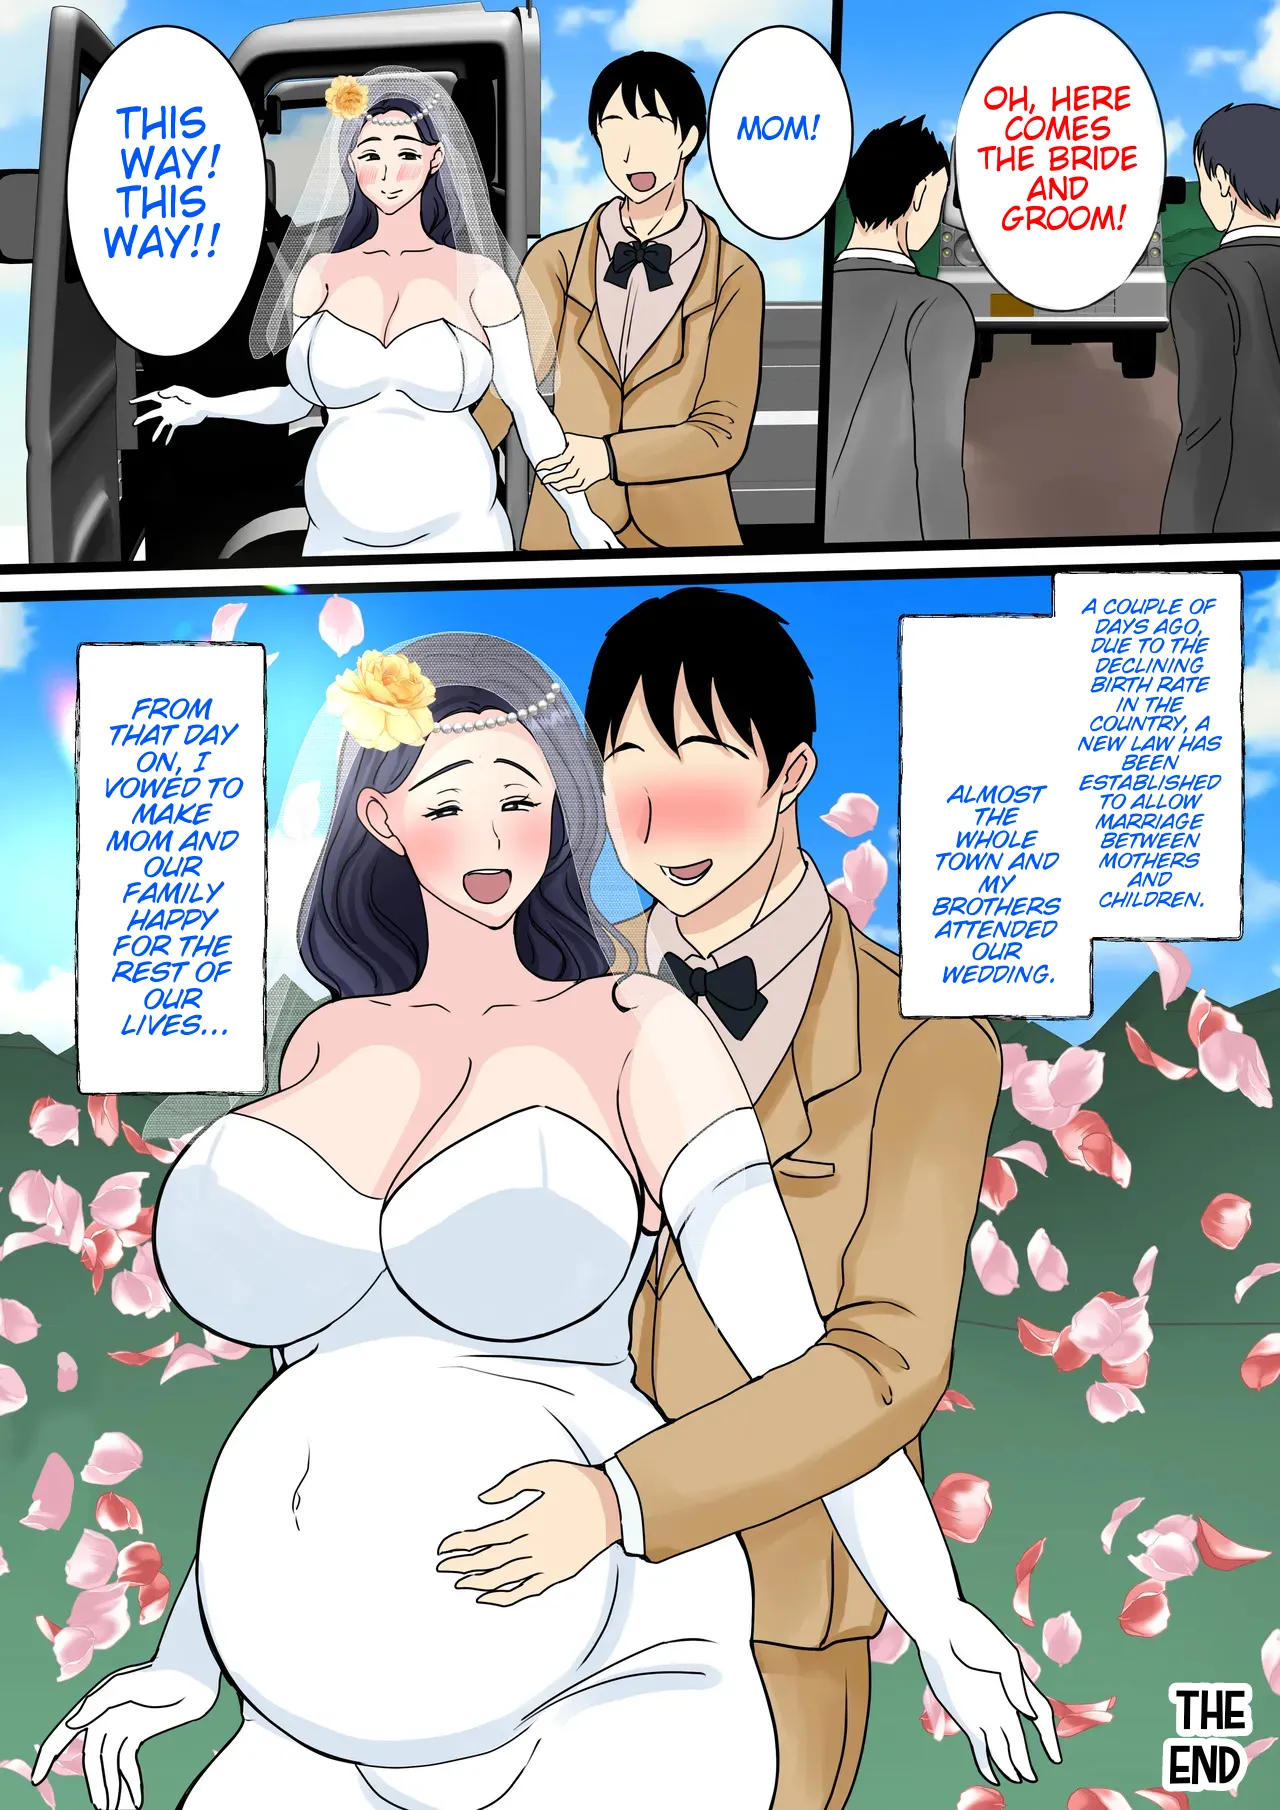 OH, HERE
COMES
THE BRIDE
AND
GROOM!
MOM!
THIS
WAY!
THIS
WAY!!
A COUPLE OF
DAYS AGO,
DUE TO THE
DECLINING
BIRTH RATE
IN THE
COUNTRY, A
NEW LAW HAS
BEEN
ESTABLISHED
TO ALLOW
MARRIAGE
BETWEEN
MOTHERS
AND
CHILDREN.
ALMOST
THE
WHOLE
TOWN AND
MY
BROTHERS
ATTENDED
OUR
WEDDING.
FROM
THAT DAY
ON, I
VOWED TO
MAKE
MOM AND
OUR
FAMILY
HAPPY
FOR THE
REST OF
OUR
LIVES...
THE
END